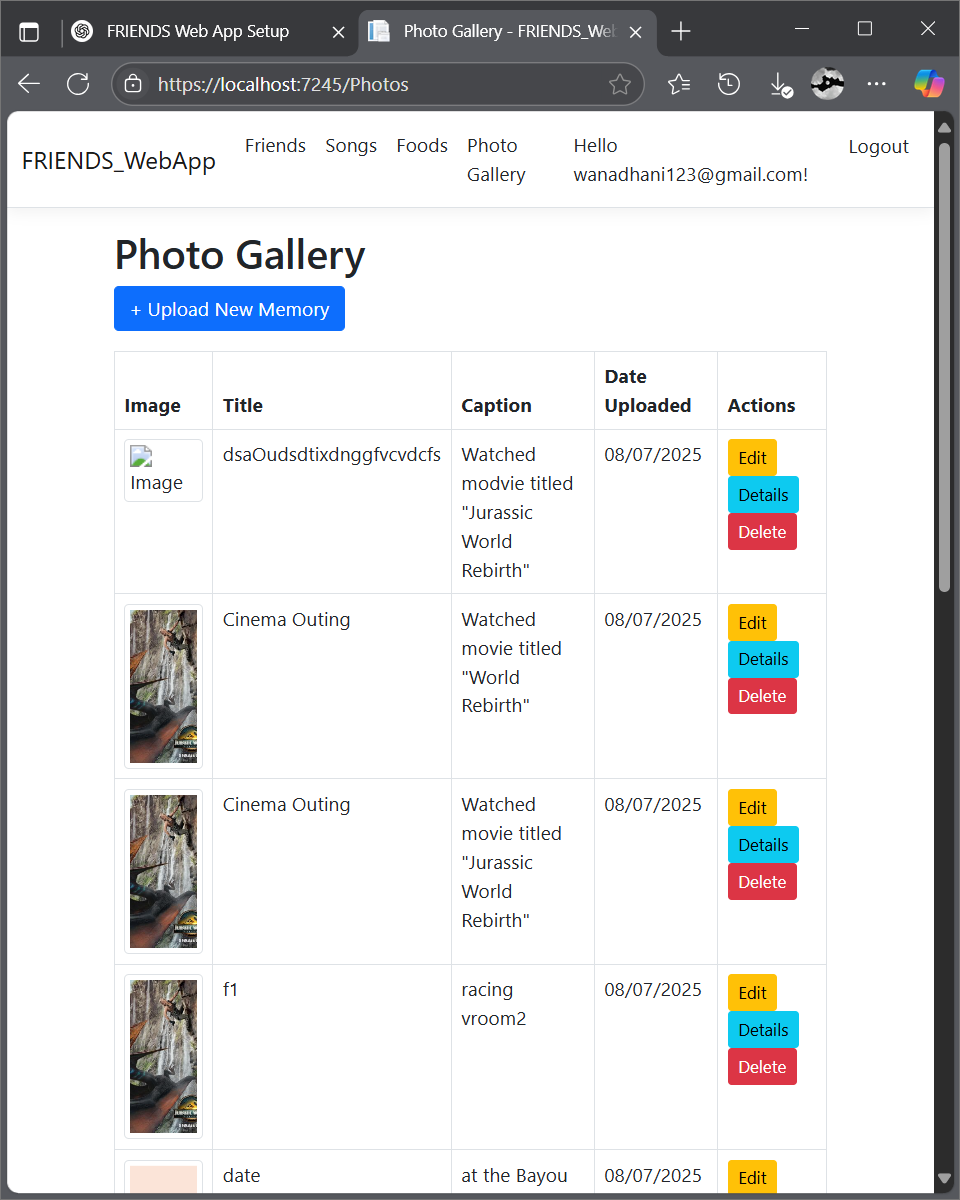 FRIENDS Web App Setup
Photo Gallery - FRIENDS_Web
https://localhost:7245/Photos
FRIENDS_WebApp
Friends
Songs
Foods
Photo
Gallery
Hello
wanadhani123@gmail.com!
Logout
Photo Gallery
+ Upload New Memory
Image
Title
Caption
Date
Uploaded
Actions
Image
dsaOudsdtixdnggfvcvdcfs
Watched
modvie titled
"Jurassic
World
Rebirth"
08/07/2025
Edit
Details
Delete
Cinema Outing
Watched
movie titled
"World
Rebirth"
08/07/2025
Edit
Details
Delete
Cinema Outing
Watched
movie titled
"Jurassic
World
Rebirth"
08/07/2025
Edit
Details
Delete
f1
racing
vroom2
08/07/2025
Edit
Details
Delete
date
at the Bayou
08/07/2025
Edit